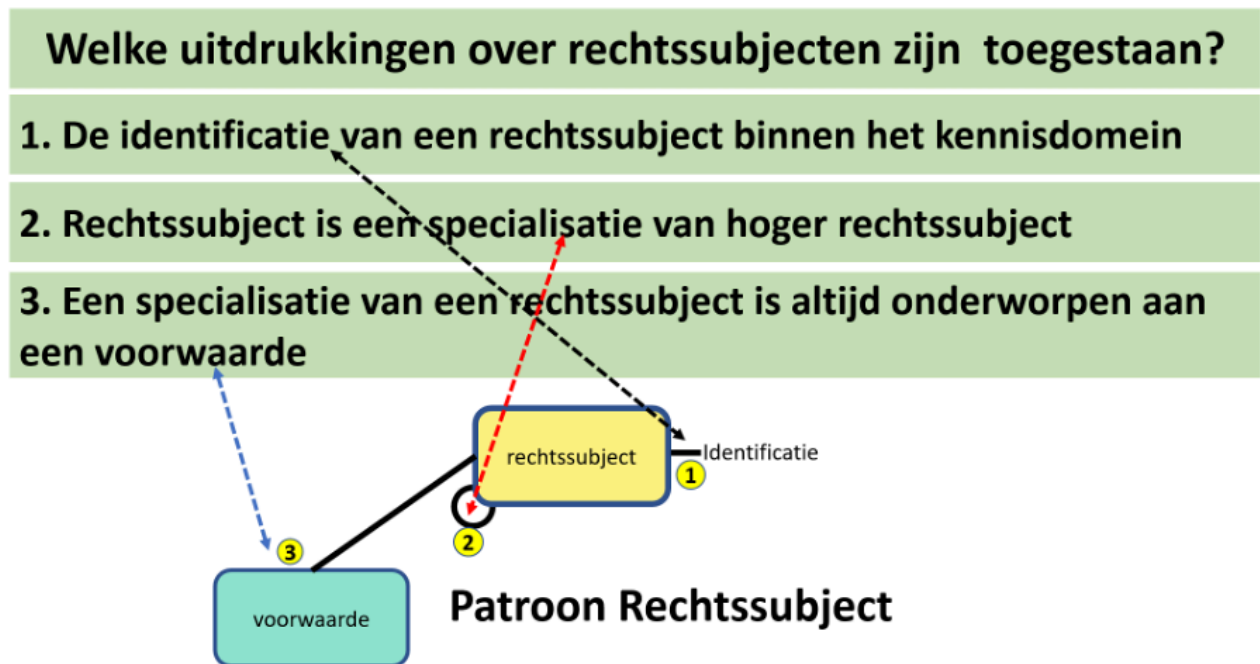 Welke uitdrukkingen over rechtssubjecten zijn toegestaan?
1. De identificatie van een rechtssubject binnen het kennisdomein
2. Rechtssubject is een specialisatie van hoger rechtssubject
3. Een specialisatie van een rechtssubject is altijd onderworpen aan
een voorwaarde
rechtssubject
Identificatie
1
2
3
voorwaarde
Patroon Rechtssubject